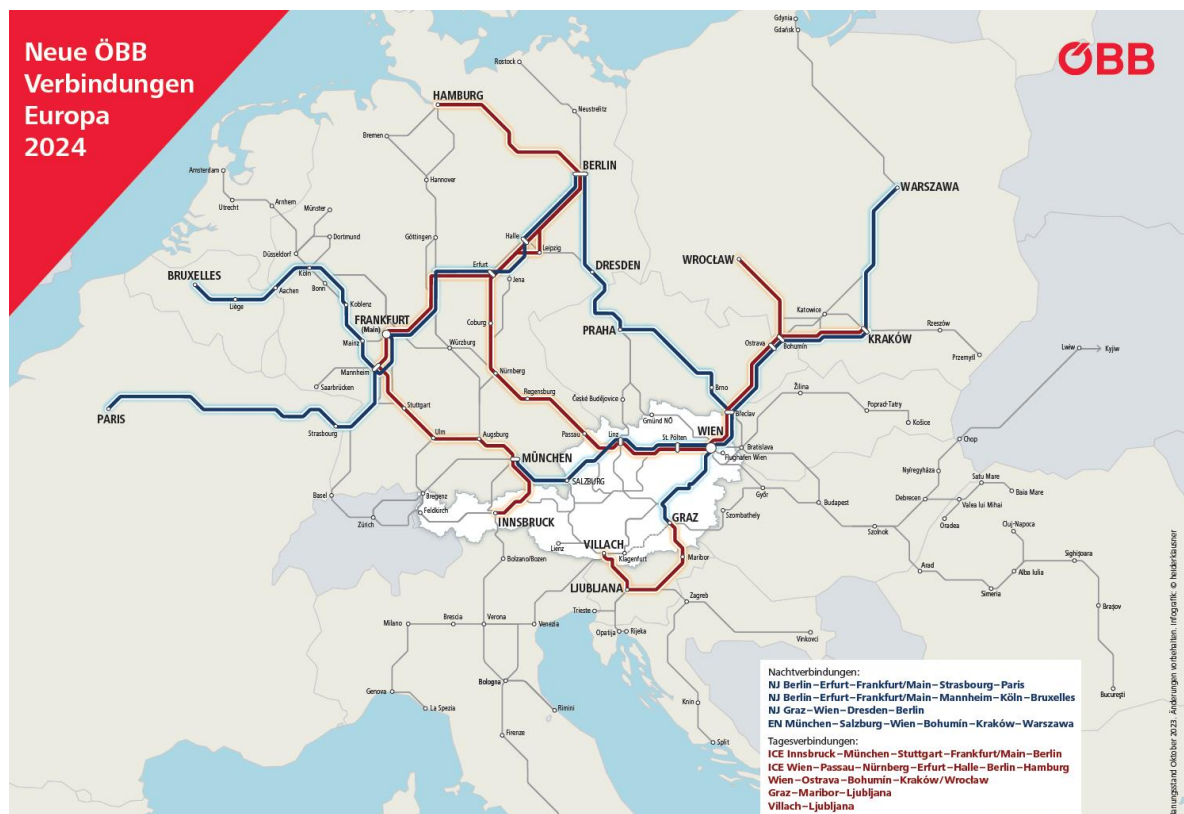 Neue ÖBB
Verbindungen
Europa
2024
ÖBB
Gdynia
Gdańsk
Rostock
HAMBURG
Neustrelitz
Bremen
BERLIN
Amsterdam
Hannover
WARSZAWA
Utrecht
Arnhem
Münster
Dortmund
Göttingen
Halle
Leipzig
Düsseldorf
WROCŁAW
BRUXELLES
Köln
Erfurt
DRESDEN
Aachen
Bonn
Jena
Liège
Koblenz
Katowice
FRANKFURT
(Main)
Coburg
PRAHA
Rzeszów
KRAKÓW
Mainz
Würzburg
Ostrava
Bohumín
Przemyśl
Lwiw
Kyjiw
Mannheim
Saarbrücken
Nürnberg
Brno
Žilina
PARIS
Stuttgart
Regensburg
České Budějovice
Poprad-Tatry
Strasbourg
Gmünd NÖ
Břeclav
Košice
Ulm
Augsburg
Passau
Linz
St. Pölten
WIEN
Bratislava
Chop
MÜNCHEN
Flughafen Wien
SALZBURG
Nyíregyháza
Basel
Bregenz
Győr
Budapest
Debrecen
Satu Mare
Baia Mare
Valea lui Mihai
Zürich
Feldkirch
INNSBRUCK
GRAZ
Szombathely
Szolnok
Oradea
Cluj-Napoca
VILLACH
Lienz
Klagenfurt
Maribor
Bolzano/Bozen
Sighișoara
Arad
Alba Iulia
LJUBLJANA
Simeria
Zagreb
Trieste
Brașov
Milano
Brescia
Verona
Venezia
Opatija
Rijeka
Vinkovci
Bologna
Genova
București
La Spezia
Rimini
Knin
Firenze
Split
Nachtverbindungen:
NJ Berlin–Erfurt–Frankfurt/Main–Strasbourg–Paris
NJ Berlin–Erfurt–Frankfurt/Main–Mannheim–Köln–Bruxelles
NJ Graz–Wien–Dresden–Berlin
EN München–Salzburg–Wien–Bohumín–Kraków–Warszawa
Tagesverbindungen:
ICE Innsbruck–München–Stuttgart–Frankfurt/Main–Berlin
ICE Wien–Passau–Nürnberg–Erfurt–Halle–Berlin–Hamburg
Wien–Ostrava–Bohumín–Kraków/Wrocław
Graz–Maribor–Ljubljana
Villach–Ljubljana
lanungsstand Oktober 2023. Änderungen vorbehalten. Infografik: © heiderklausner